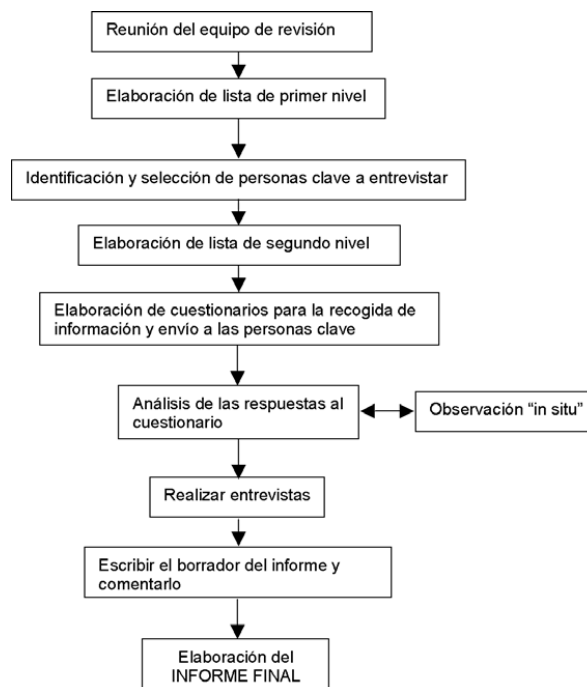 Reunión del equipo de revisión
Elaboración de lista de primer nivel
Identificación y selección de personas clave a entrevistar
Elaboración de lista de segundo nivel
Elaboración de cuestionarios para la recogida de
información y envío a las personas clave
Análisis de las respuestas al
cuestionario
Observación “in situ”
Realizar entrevistas
Escribir el borrador del informe y
comentarlo
Elaboración del
INFORME FINAL